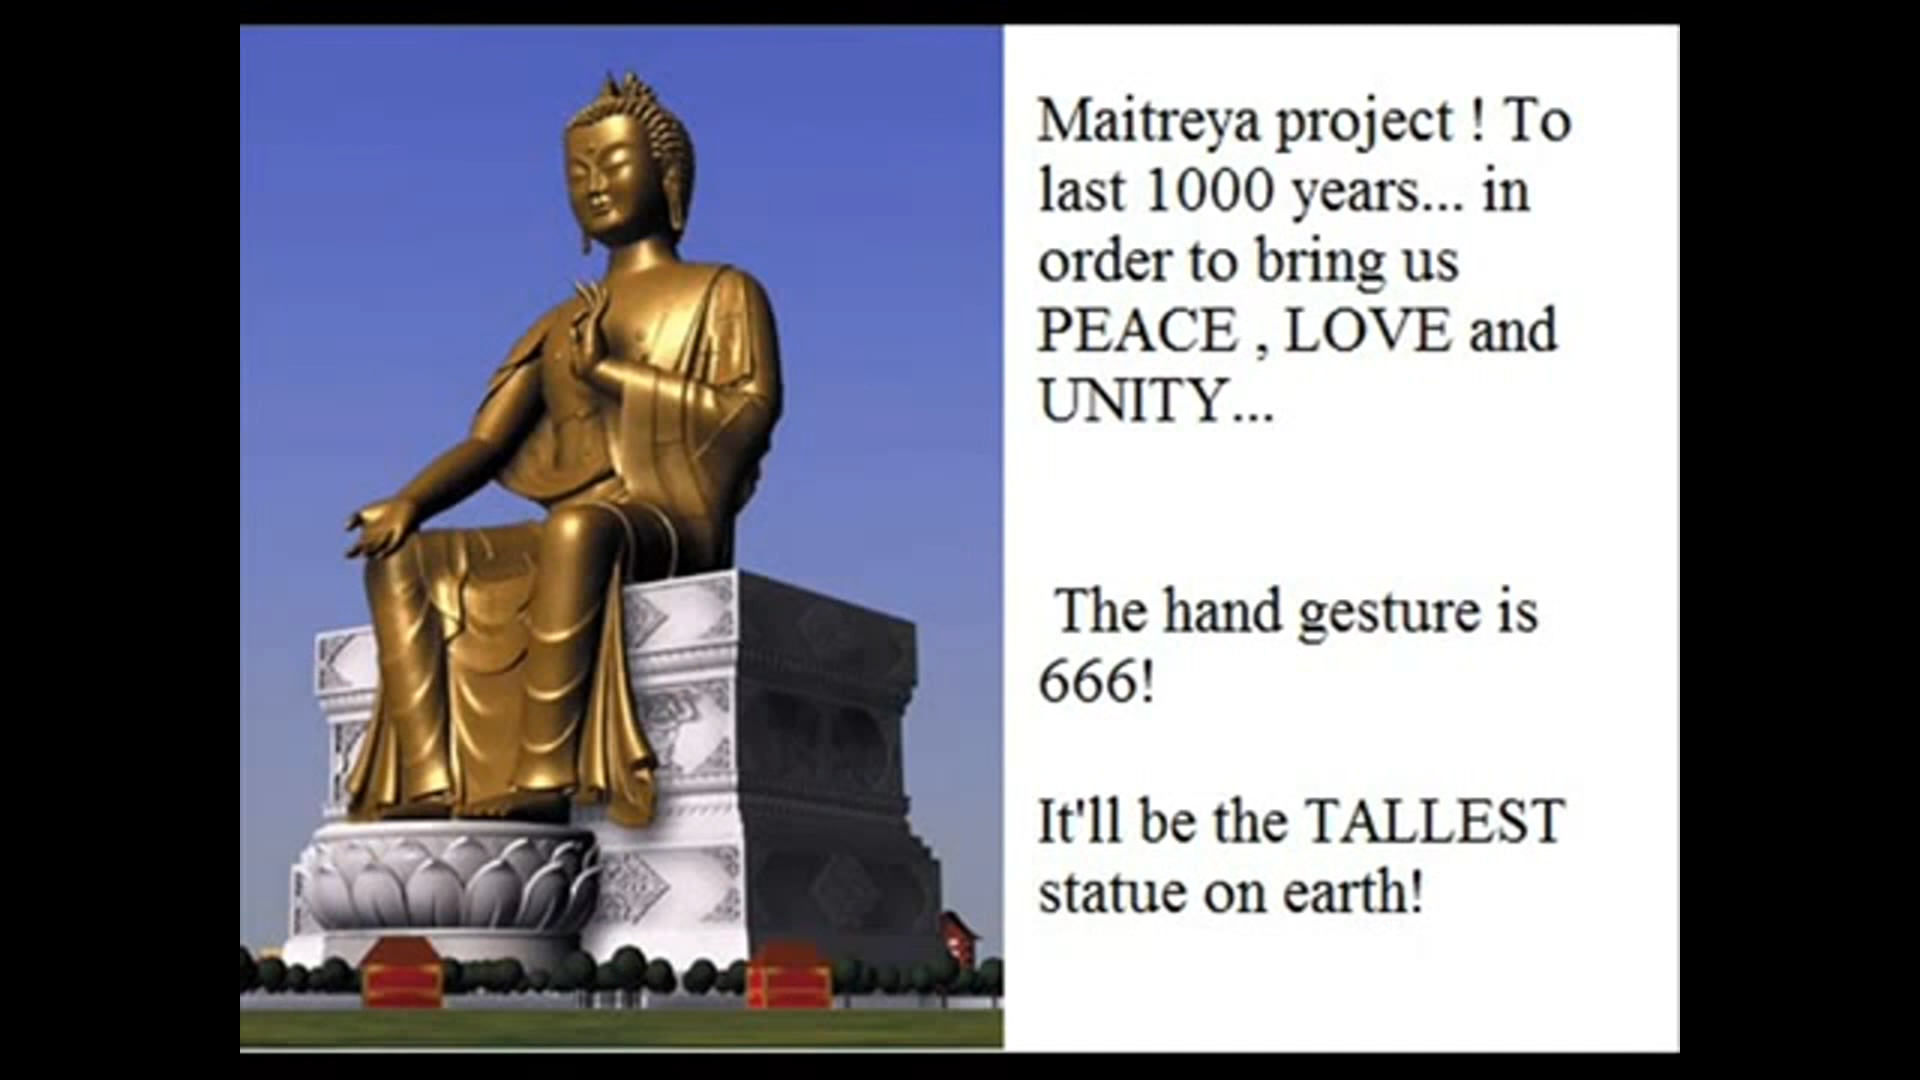 Maitreya project ! To
last 1000 years... in
order to bring us
PEACE , LOVE and
UNITY...
The hand gesture is
666!
It'll be the TALLEST
statue on earth!